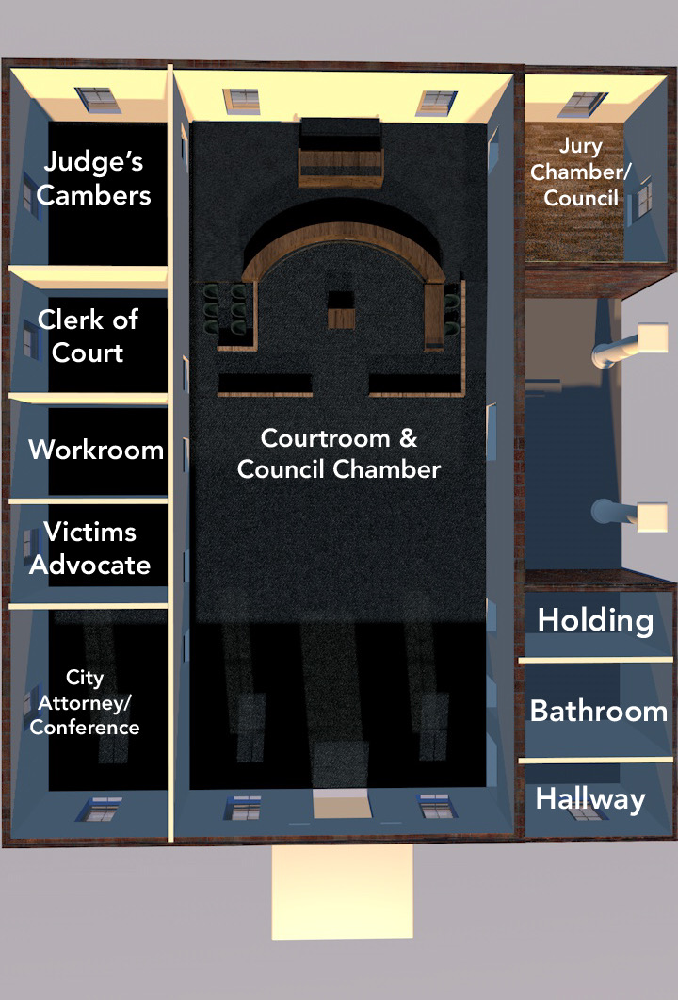 Judge's
Cambers
Jury
Chamber/
Council
Clerk of
Court
Workroom
Courtroom &
Council Chamber
Victims
Advocate
Holding
City
Attorney/
Conference
Bathroom
Hallway